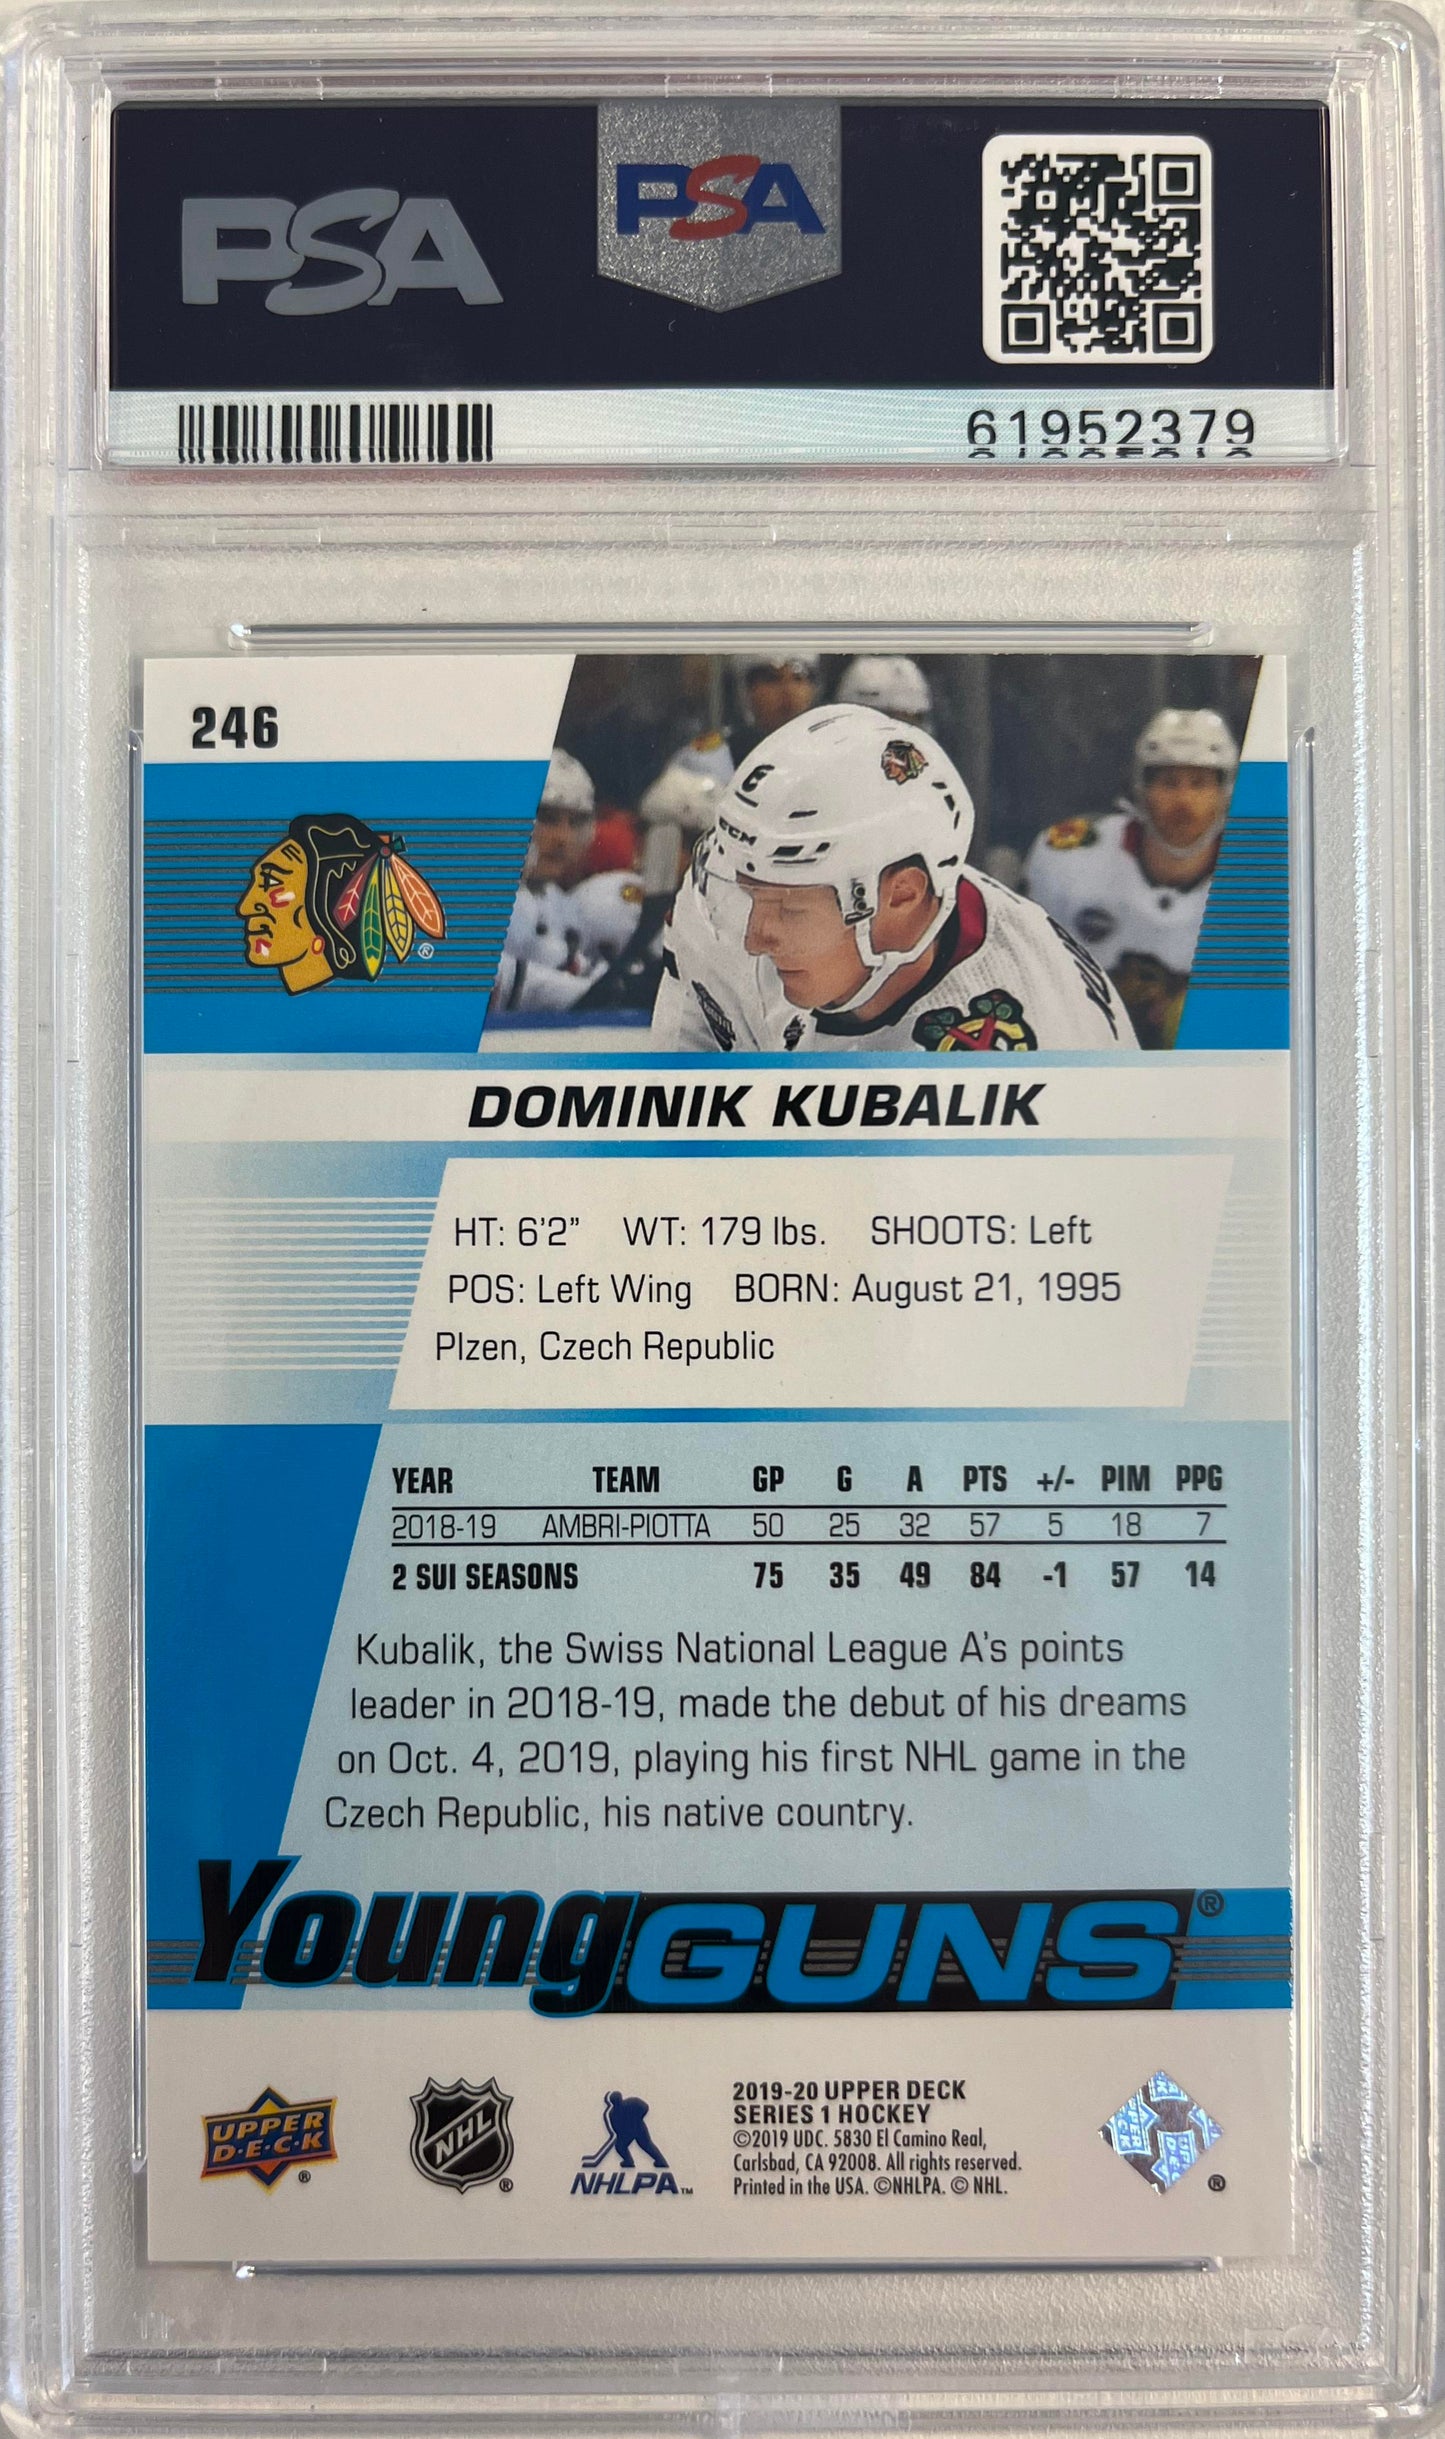 PSA
PSA
61952379
246
8
CCM
®
DOMINIK KUBALIK
HT: 6'2" WT: 179 lbs. SHOOTS: Left
POS: Left Wing BORN: August 21, 1995
Plzen, Czech Republic
YEAR TEAM GP G A PTS +/- PIM PPG
2018-19 AMBRI-PIOTTA 50 25 32 57 5 18 7
2 SUI SEASONS 75 35 49 84 -1 57 14
Kubalik, the Swiss National League A's points
leader in 2018-19, made the debut of his dreams
on Oct. 4, 2019, playing his first NHL game in the
Czech Republic, his native country.
Young GUNS®
UPPER
D·E·C·K
®
NHL
®
NHLPA™
2019-20 UPPER DECK
SERIES 1 HOCKEY
©2019 UDC. 5830 El Camino Real,
Carlsbad, CA 92008. All rights reserved.
Printed in the USA. ©NHLPA. © NHL.
®